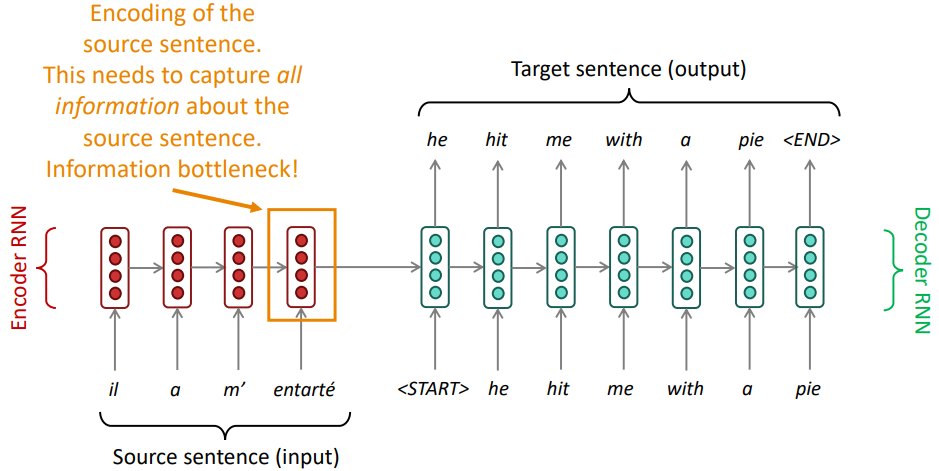 Encoding of the
source sentence.
This needs to capture all
information about the
source sentence.
Information bottleneck!
Target sentence (output)
he hit me with a pie <END>
Encoder RNN
Decoder RNN
il a m’ entarté
<START> he hit me with a pie
Source sentence (input)